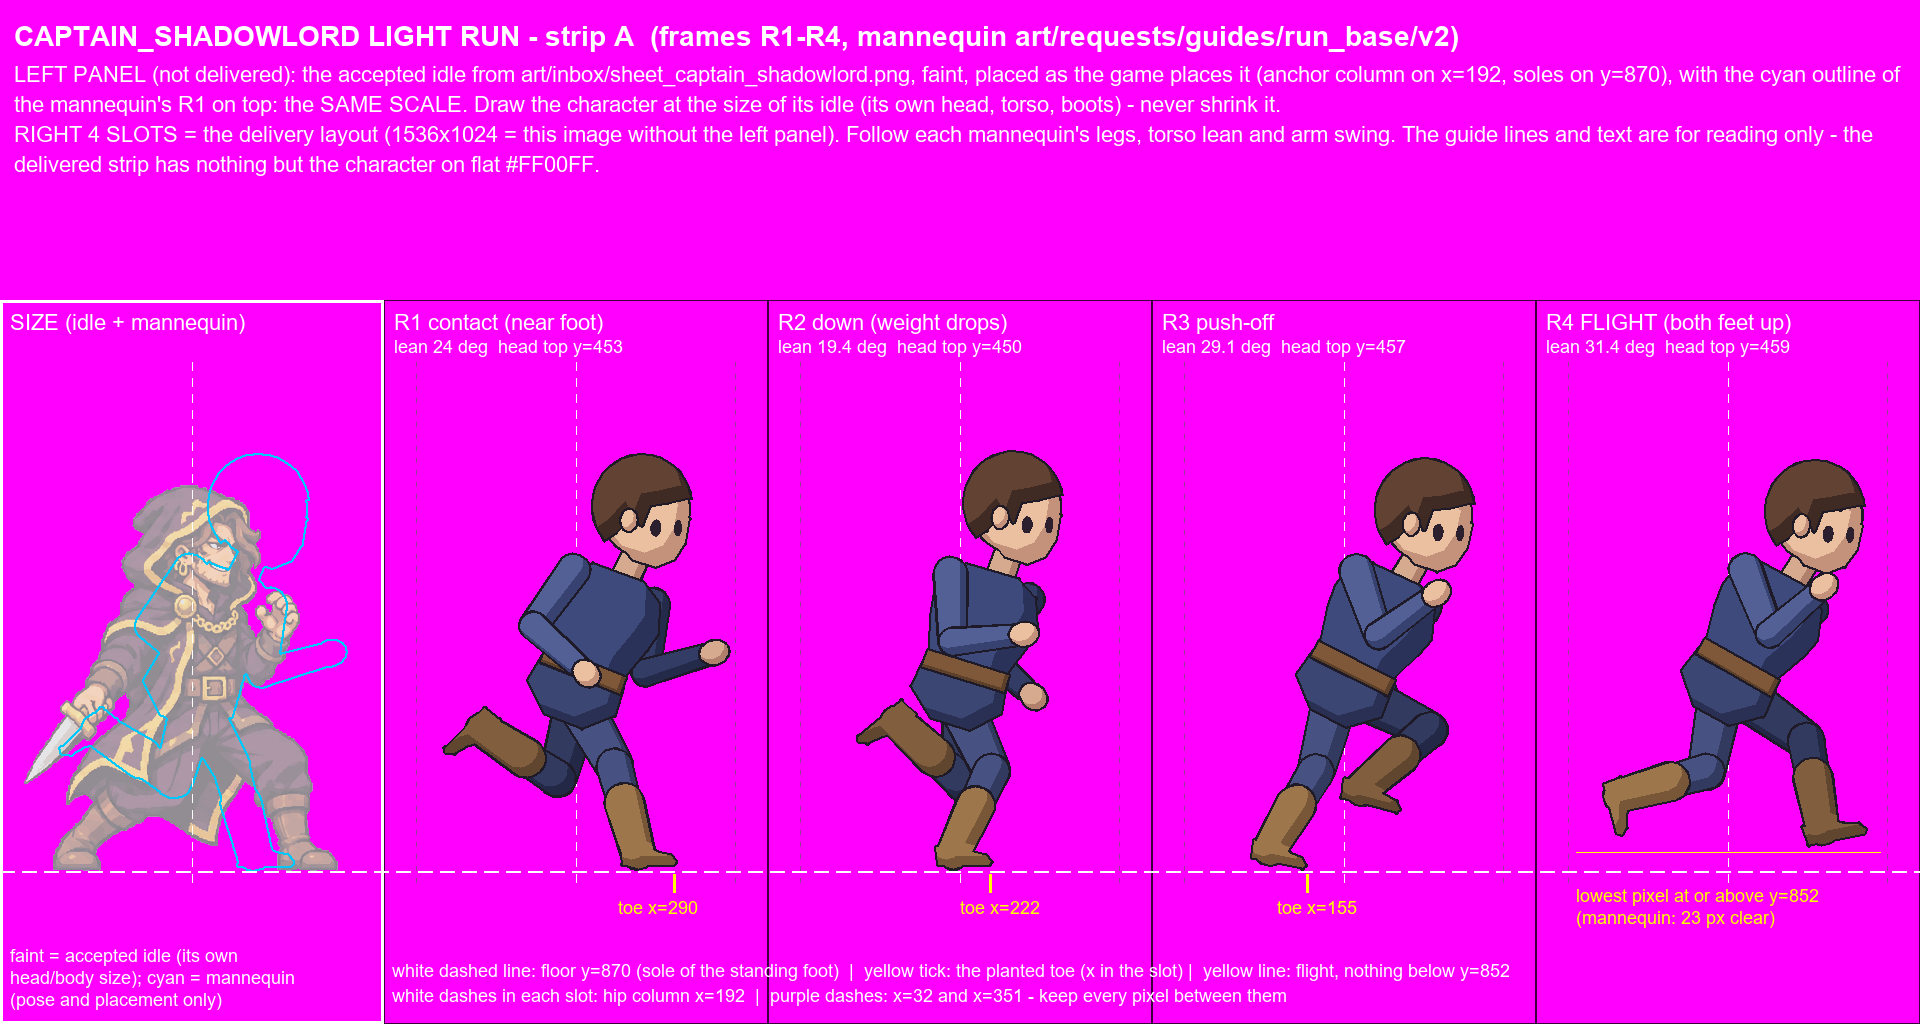 CAPTAIN_SHADOWLORD LIGHT RUN - strip A  (frames R1-R4, mannequin art/requests/guides/run_base/v2)
LEFT PANEL (not delivered): the accepted idle from art/inbox/sheet_captain_shadowlord.png, faint, placed as the game places it (anchor column on x=192, soles on y=870), with the cyan outline of
the mannequin's R1 on top: the SAME SCALE. Draw the character at the size of its idle (its own head, torso, boots) - never shrink it.
RIGHT 4 SLOTS = the delivery layout (1536x1024 = this image without the left panel). Follow each mannequin's legs, torso lean and arm swing. The guide lines and text are for reading only - the
delivered strip has nothing but the character on flat #FF00FF.
SIZE (idle + mannequin)
R1 contact (near foot)
lean 24 deg  head top y=453
R2 down (weight drops)
lean 19.4 deg  head top y=450
R3 push-off
lean 29.1 deg  head top y=457
R4 FLIGHT (both feet up)
lean 31.4 deg  head top y=459
toe x=290
toe x=222
toe x=155
lowest pixel at or above y=852
(mannequin: 23 px clear)
faint = accepted idle (its own
head/body size); cyan = mannequin
(pose and placement only)
white dashed line: floor y=870 (sole of the standing foot)  |  yellow tick: the planted toe (x in the slot) |  yellow line: flight, nothing below y=852
white dashes in each slot: hip column x=192  |  purple dashes: x=32 and x=351 - keep every pixel between them